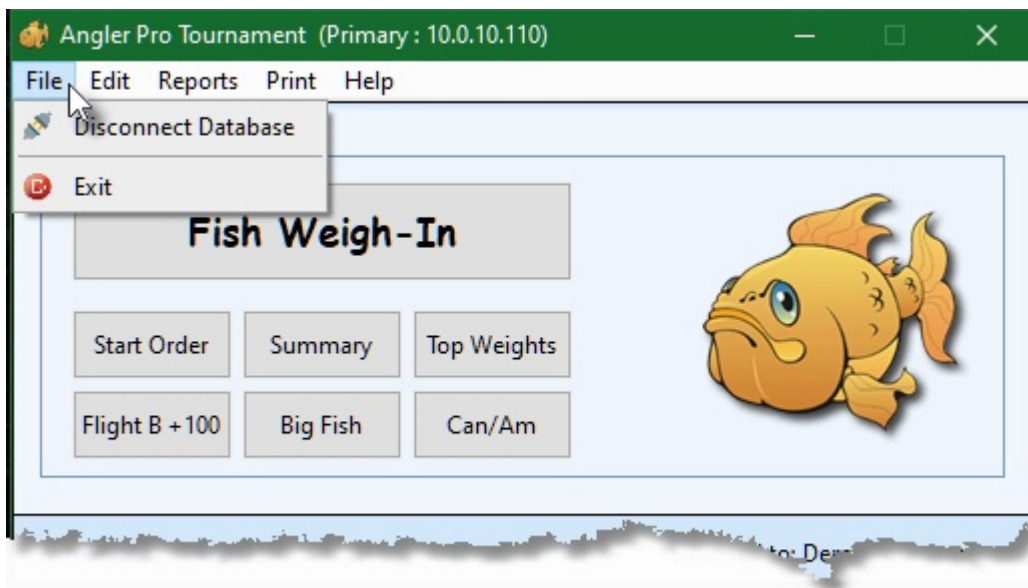 Angler Pro Tournament (Primary : 10.0.10.110)
File Edit Reports Print Help
Disconnect Database
Exit
Fish Weigh-In
Start Order Summary Top Weights
Flight B +100 Big Fish Can/Am
to: